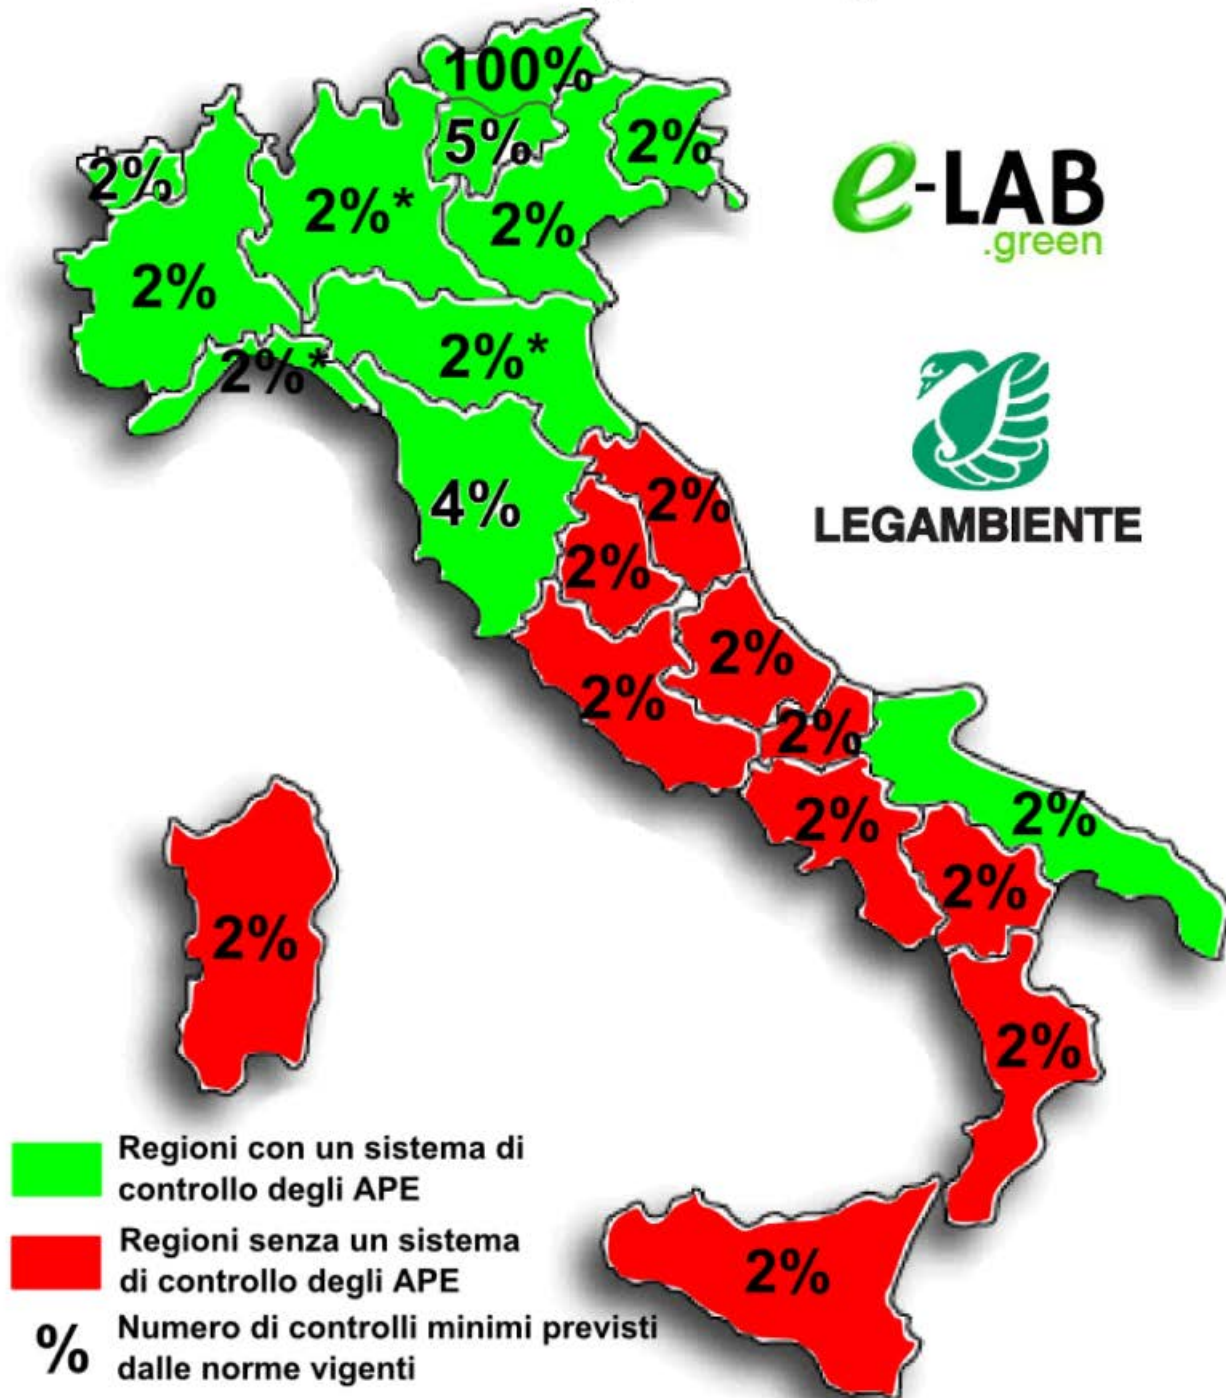 100%
5%
2%
2%
2%*
2%
2%
2%*
2%*
4%
2%
2%
2%
2%
2%
2%
2%
2%
2%
2%
2%
e-LAB
.green
LEGAMBIENTE
Regioni con un sistema di
controllo degli APE
Regioni senza un sistema
di controllo degli APE
% Numero di controlli minimi previsti
dalle norme vigenti